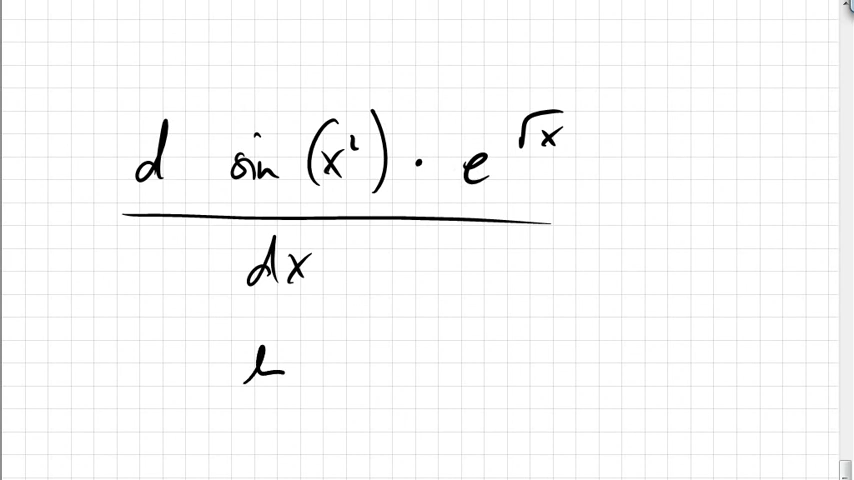 d sin (x²) · e^√x
dx